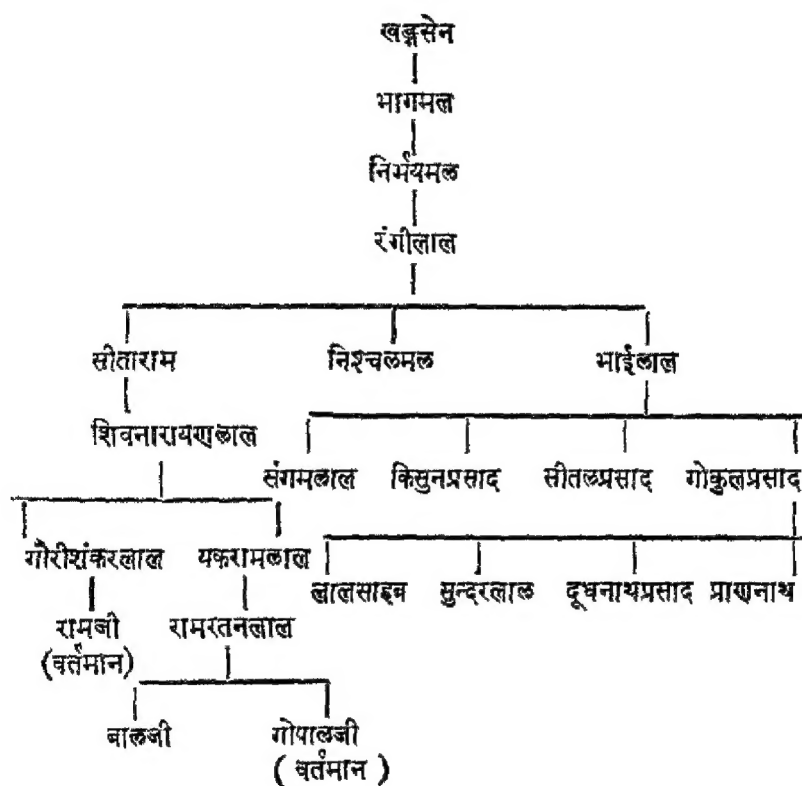 खड्गसेन
भागमल
निर्भयमल
रंगीलाल
सीताराम निश्चलमल भाईलाल
शिवनारायणलाल
संगमलाल किसुनप्रसाद सीतलप्रसाद गोकुलप्रसाद
गौरीशंकरलाल यकरामलाल
लालसाहब सुन्दरलाल दूधनाथप्रसाद प्राणनाथ
रामजी रामरतनलाल
(वर्तमान)
बालजी गोपालजी
( वर्तमान )